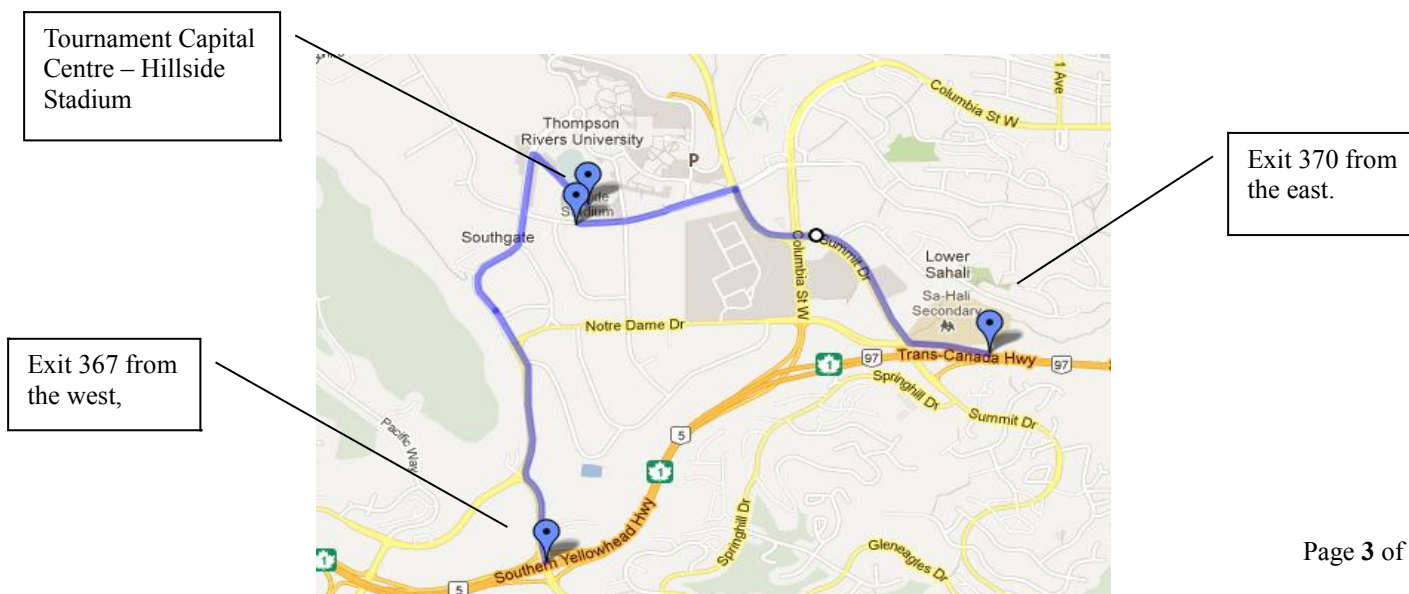 Tournament Capital
Centre – Hillside
Stadium
Exit 370 from
the east.
Exit 367 from
the west,
Columbia St W
1 Ave
Columbia St W
Thompson
Rivers University
P
Stadium
Southgate
Columbia St W
Summit Dr
Lower
Sahali
Sa-Hali
Secondary
Notre Dame Dr
1
97
Trans-Canada Hwy
97
Springhill Dr
Summit Dr
5
1
Pacific Way
Springhill Dr
Southern Yellowhead Hwy
Gleneagles Dr
1
5
Page 3 of